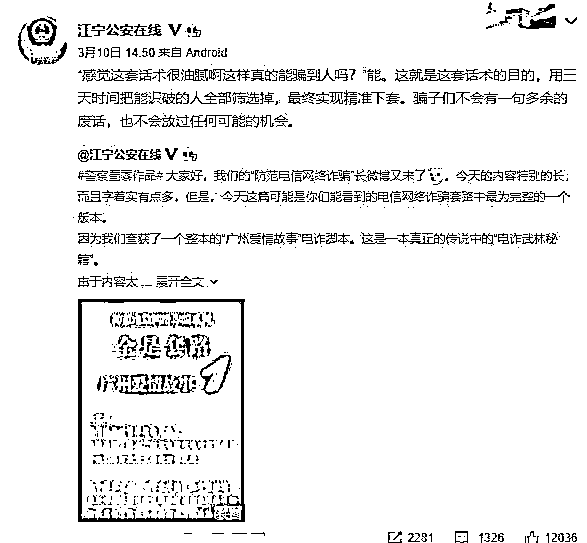 江宁公安在线
3月10日 14:50 来自 Android
“感觉这套话术很油腻啊这样真的能骗到人吗？”能。这就是这套话术的目的，用三
天时间把能识破的人全部筛选掉，最终实现精准下套。骗子们不会有一句多余的
废话，也不会放过任何可能的机会。
@江宁公安在线
#警察蜀黍作品# 大家好，我们的“防范电信网络诈骗”长微博又来了，今天的内容特别的长，
而且字着实有点多，但是，今天这篇可能是你们能看到的电信网络诈骗套路中最为完整的一个
版本。
因为我们查获了一个整本的“广州爱情故事”电诈脚本。这是一本真正的传说中的“电诈武林秘
籍”。
由于内容太 ... 展开全文
全是套路
广州爱情故事
长图
2281 1326 12036